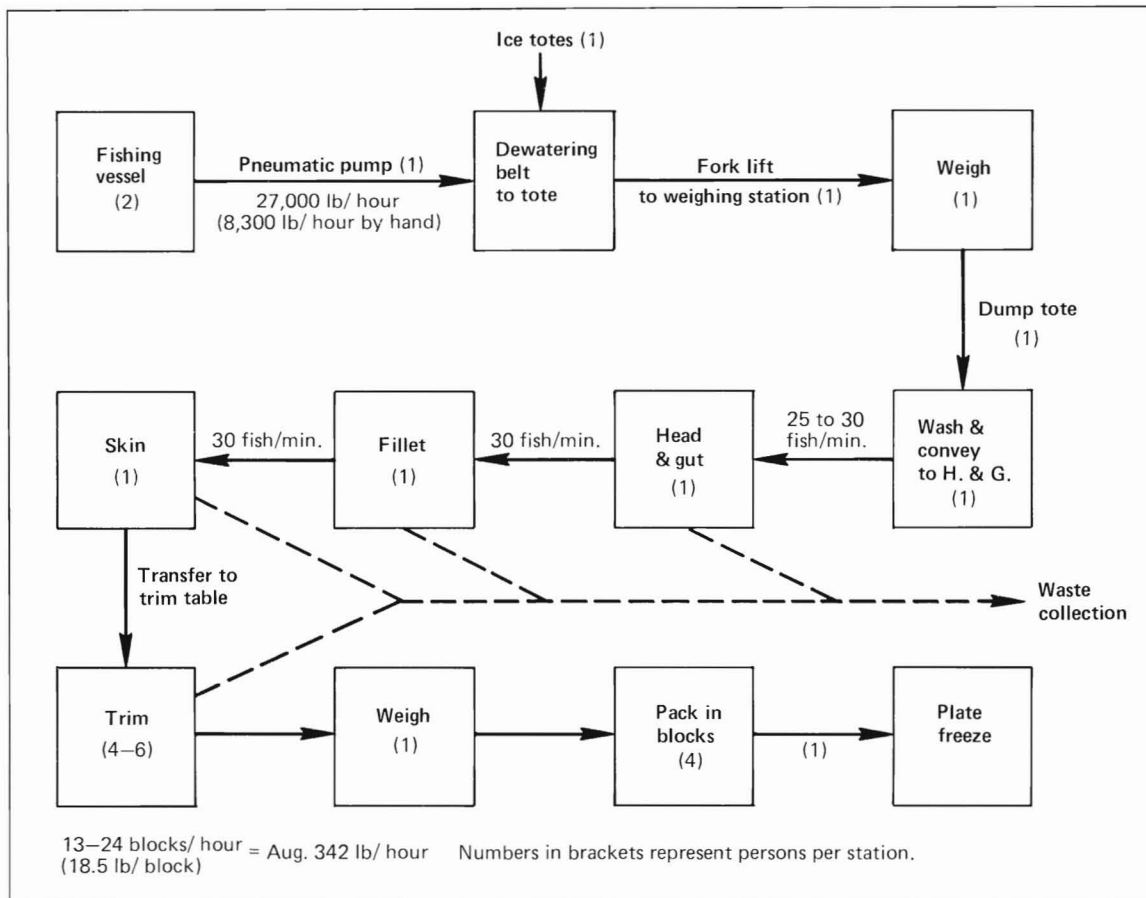 Ice totes (1)
Fishing
vessel
(2)
Pneumatic pump (1)
27,000 lb/ hour
(8,300 lb/ hour by hand)
Dewatering
belt
to tote
Fork lift
to weighing station (1)
Weigh
(1)
Dump tote
(1)
Skin
(1)
30 fish/min.
Fillet
(1)
30 fish/min.
Head
& gut
(1)
25 to 30
fish/min.
Wash &
convey
to H. & G.
(1)
Transfer to
trim table
Waste
collection
Trim
(4–6)
Weigh
(1)
Pack in
blocks
(4)
(1)
Plate
freeze
13–24 blocks/ hour
(18.5 lb/ block)
= Aug. 342 lb/ hour
Numbers in brackets represent persons per station.